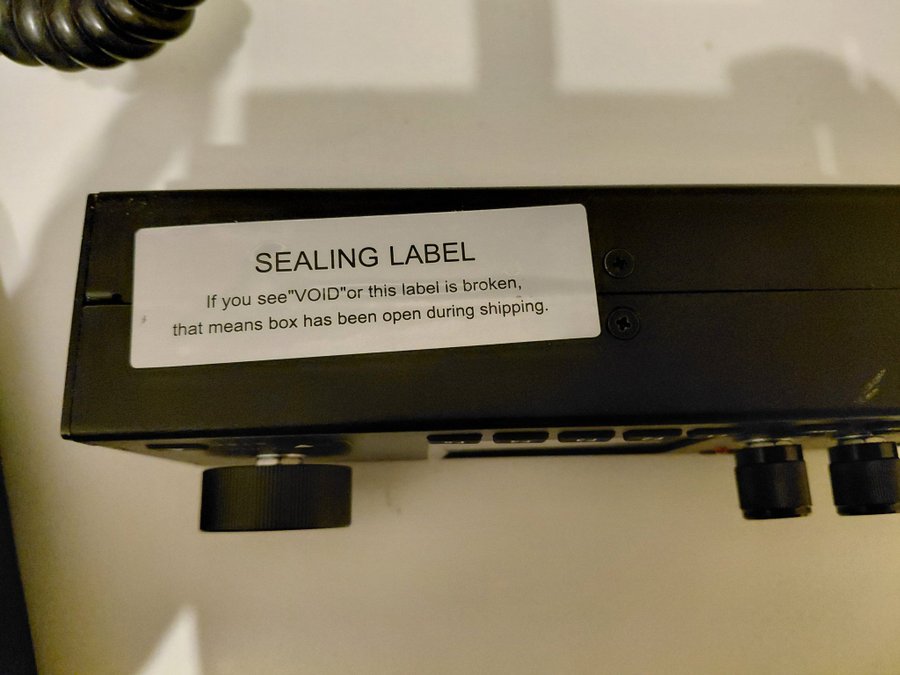 SEALING LABEL
If you see"VOID"or this label is broken,
that means box has been open during shipping.